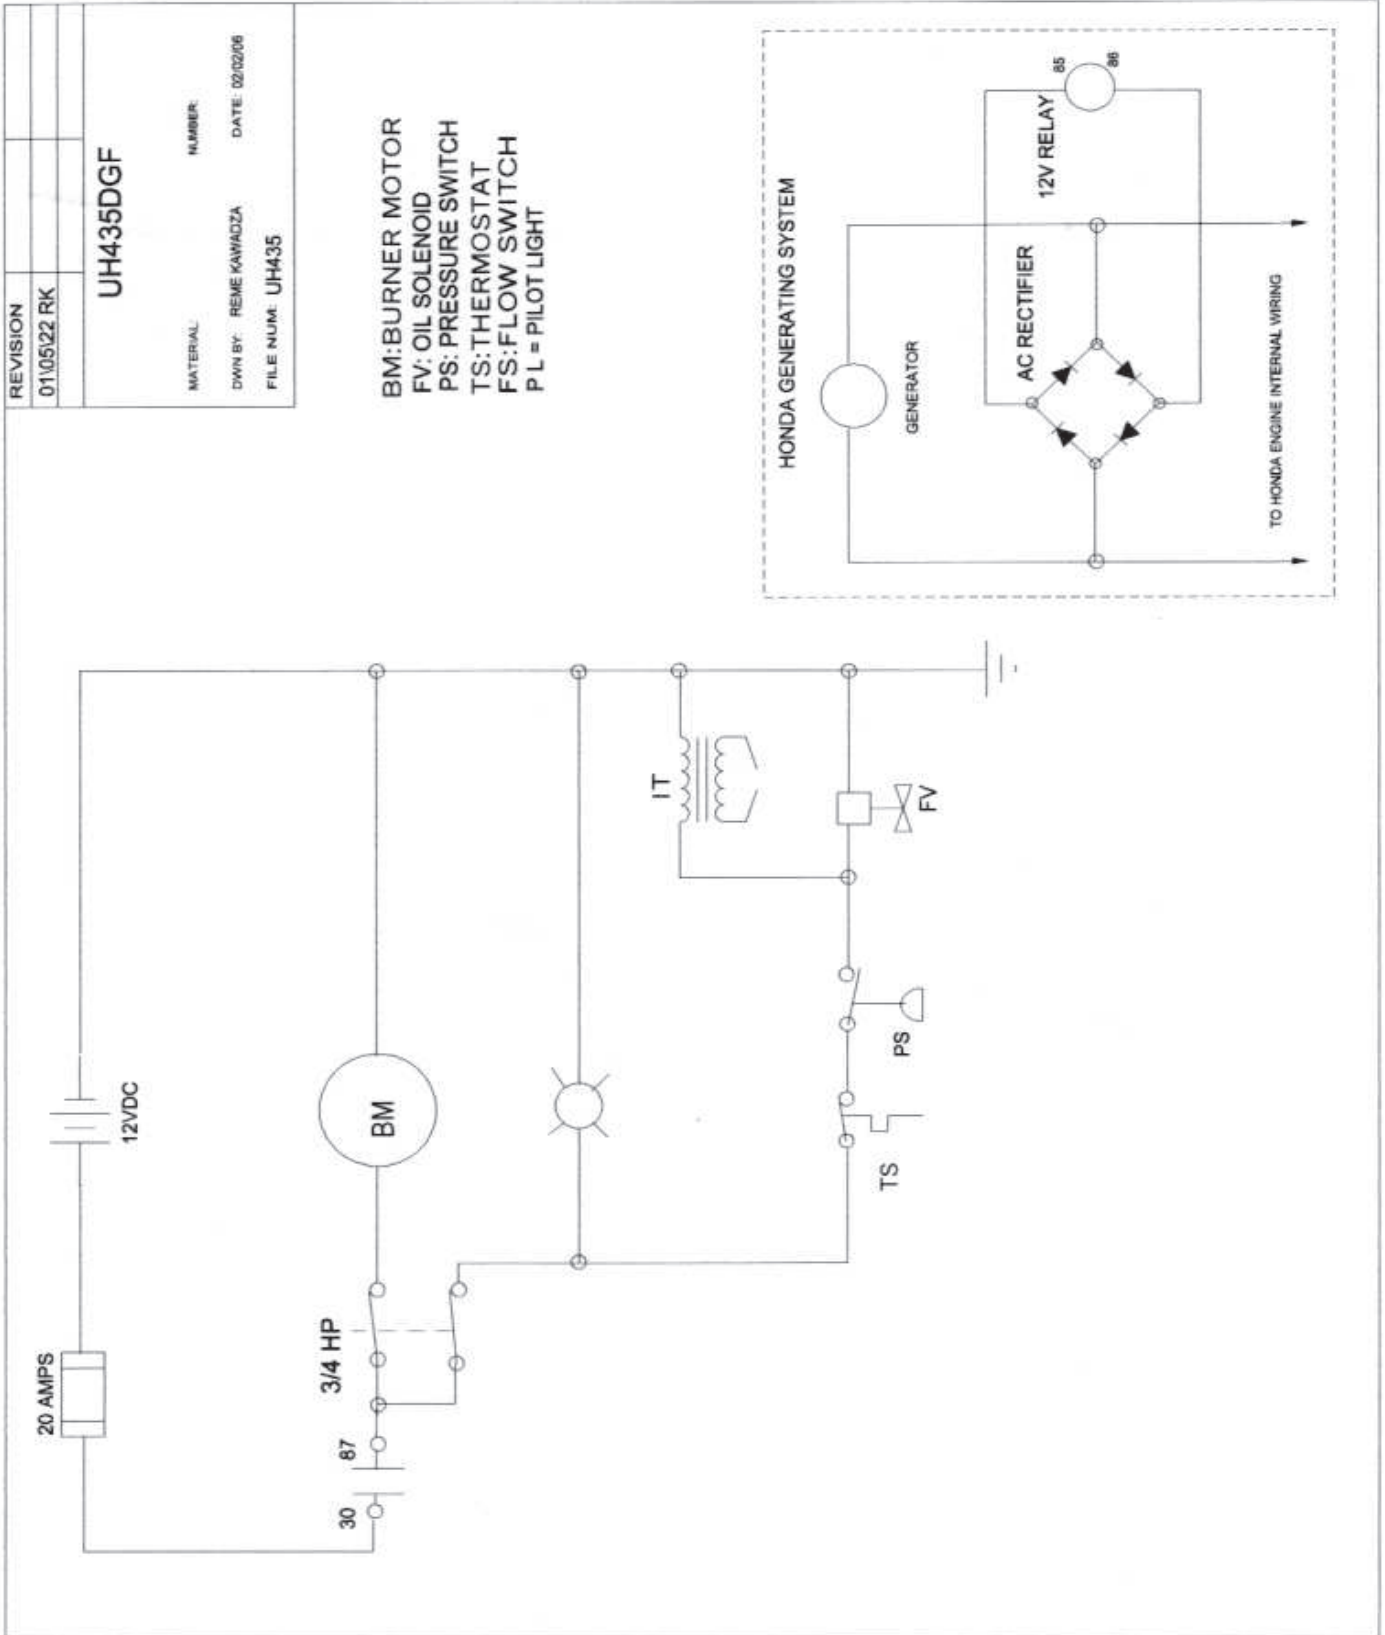 REVISION
01\05\22 RK
UH435DGF
MATERIAL:
NUMBER:
DWN BY: REME KAWADZA
DATE: 02/02/06
FILE NUM: UH435
BM:BURNER MOTOR
FV: OIL SOLENOID
PS: PRESSURE SWITCH
TS:THERMOSTAT
FS:FLOW SWITCH
PL = PILOT LIGHT
20 AMPS
12VDC
30
87
3/4 HP
BM
IT
TS
PS
FV
HONDA GENERATING SYSTEM
GENERATOR
AC RECTIFIER
12V RELAY
85
86
TO HONDA ENGINE INTERNAL WIRING